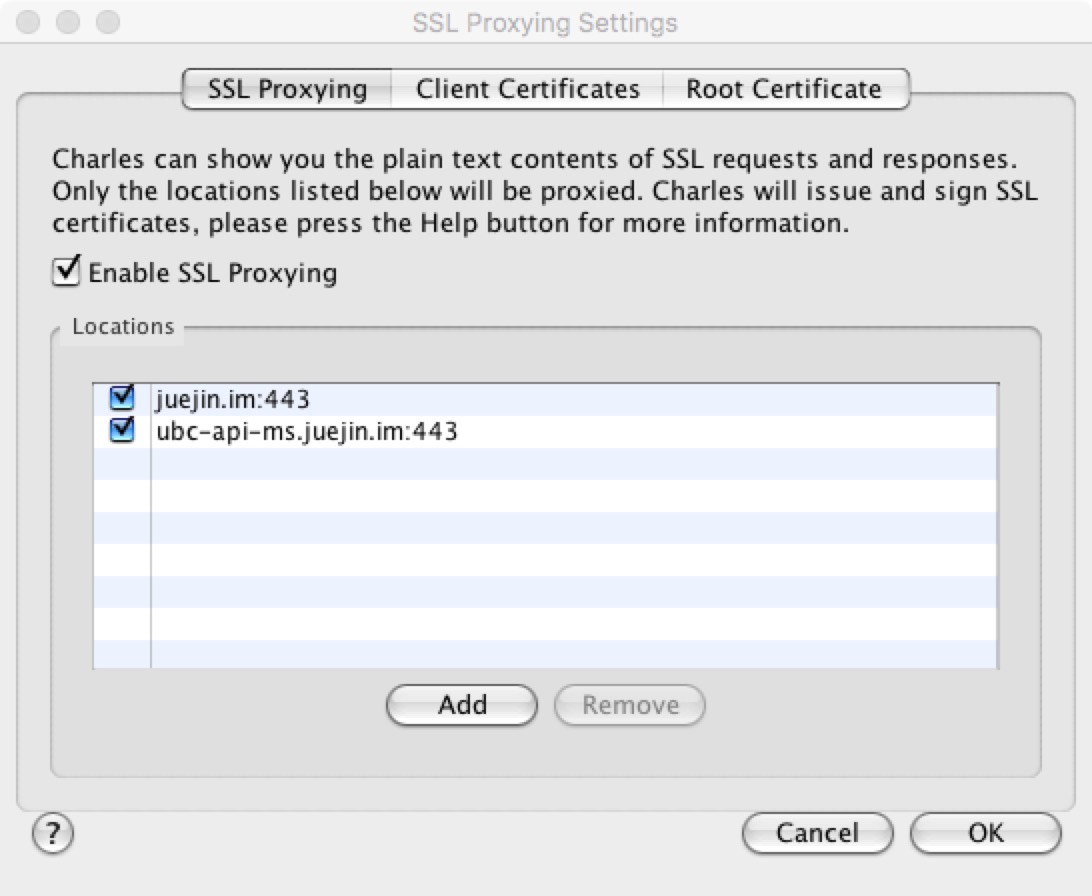 SSL Proxying Settings
SSL Proxying Client Certificates Root Certificate
Charles can show you the plain text contents of SSL requests and responses.
Only the locations listed below will be proxied. Charles will issue and sign SSL
certificates, please press the Help button for more information.
Enable SSL Proxying
Locations
juejin.im:443
ubc-api-ms.juejin.im:443
Add Remove
? Cancel OK